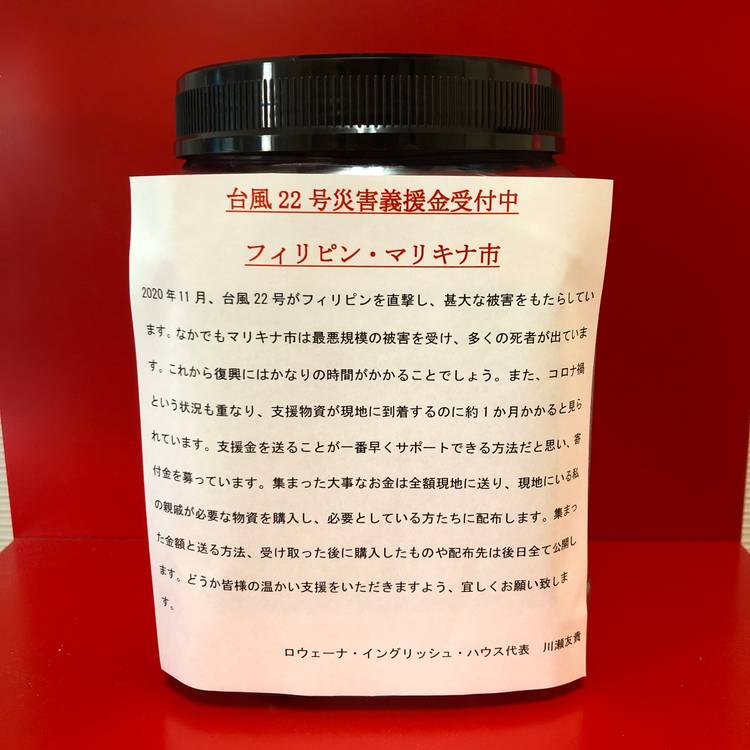 台風22号災害義援金受付中
フィリピン・マリキナ市
2020年11月、台風22号がフィリピンを直撃し、甚大な被害をもたらしてい
ます。なかでもマリキナ市は最悪規模の被害を受け、多くの死者が出ていま
す。これから復興にはかなりの時間がかかることでしょう。また、コロナ禍
という状況も重なり、支援物資が現地に到着するのに約1か月かかると見ら
れています。支援金を送ることが一番早くサポートできる方法だと思い、寄
付金を募っています。集まった大事なお金は全額現地に送り、現地にいる私
の親戚が必要な物資を購入し、必要としている方たちに配布します。集まっ
た金額と送る方法、受け取った後に購入したものや配布先は後日全て公開し
ます。どうか皆様の温かい支援をいただきますよう、宜しくお願い致しま
す。
ロウェーナ・イングリッシュ・ハウス代表 川瀬友貴